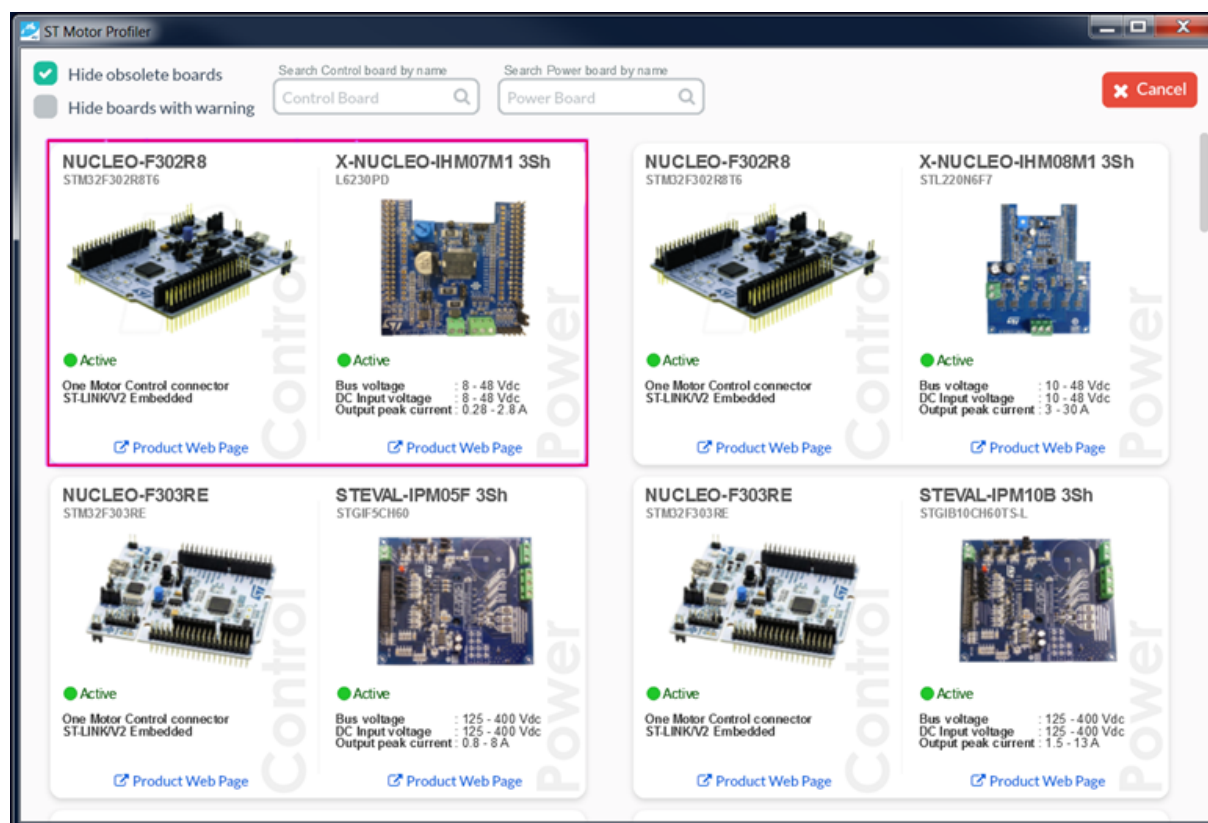 ST Motor Profiler
Hide obsolete boards
Hide boards with warning
Search Control board by name
Control Board
Search Power board by name
Power Board
Cancel
NUCLEO-F302R8
STM32F302R8T6
Control
Active
One Motor Control connector
ST-LINK/V2 Embedded
Product Web Page
X-NUCLEO-IHM07M1 3Sh
L6230PD
Power
Active
Bus voltage : 8 - 48 Vdc
DC Input voltage : 8 - 48 Vdc
Output peak current : 0.28 - 2.8 A
Product Web Page
NUCLEO-F302R8
STM32F302R8T6
Control
Active
One Motor Control connector
ST-LINK/V2 Embedded
Product Web Page
X-NUCLEO-IHM08M1 3Sh
STL220N6F7
Power
Active
Bus voltage : 10 - 48 Vdc
DC Input voltage : 10 - 48 Vdc
Output peak current : 3 - 30 A
Product Web Page
NUCLEO-F303RE
STM32F303RE
Control
Active
One Motor Control connector
ST-LINK/V2 Embedded
Product Web Page
STEVAL-IPM05F 3Sh
STGIF5CH60
Power
Active
Bus voltage : 125 - 400 Vdc
DC Input voltage : 125 - 400 Vdc
Output peak current : 0.8 - 8 A
Product Web Page
NUCLEO-F303RE
STM32F303RE
Control
Active
One Motor Control connector
ST-LINK/V2 Embedded
Product Web Page
STEVAL-IPM10B 3Sh
STGIB10CH60TS-L
Power
Active
Bus voltage : 125 - 400 Vdc
DC Input voltage : 125 - 400 Vdc
Output peak current : 1.5 - 13 A
Product Web Page